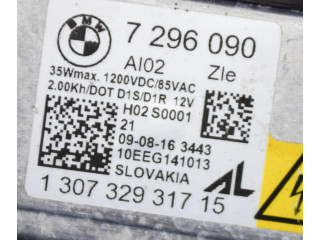 BMW
7 296 090
AI02 ZIe
35Wmax. 1200VDC/85VAC
2.00Kh/DOT D1S/D1R 12V
H02 S0001
21
09-08-16 3443
10EEG141013
SLOVAKIA
AL
1 307 329 317 15